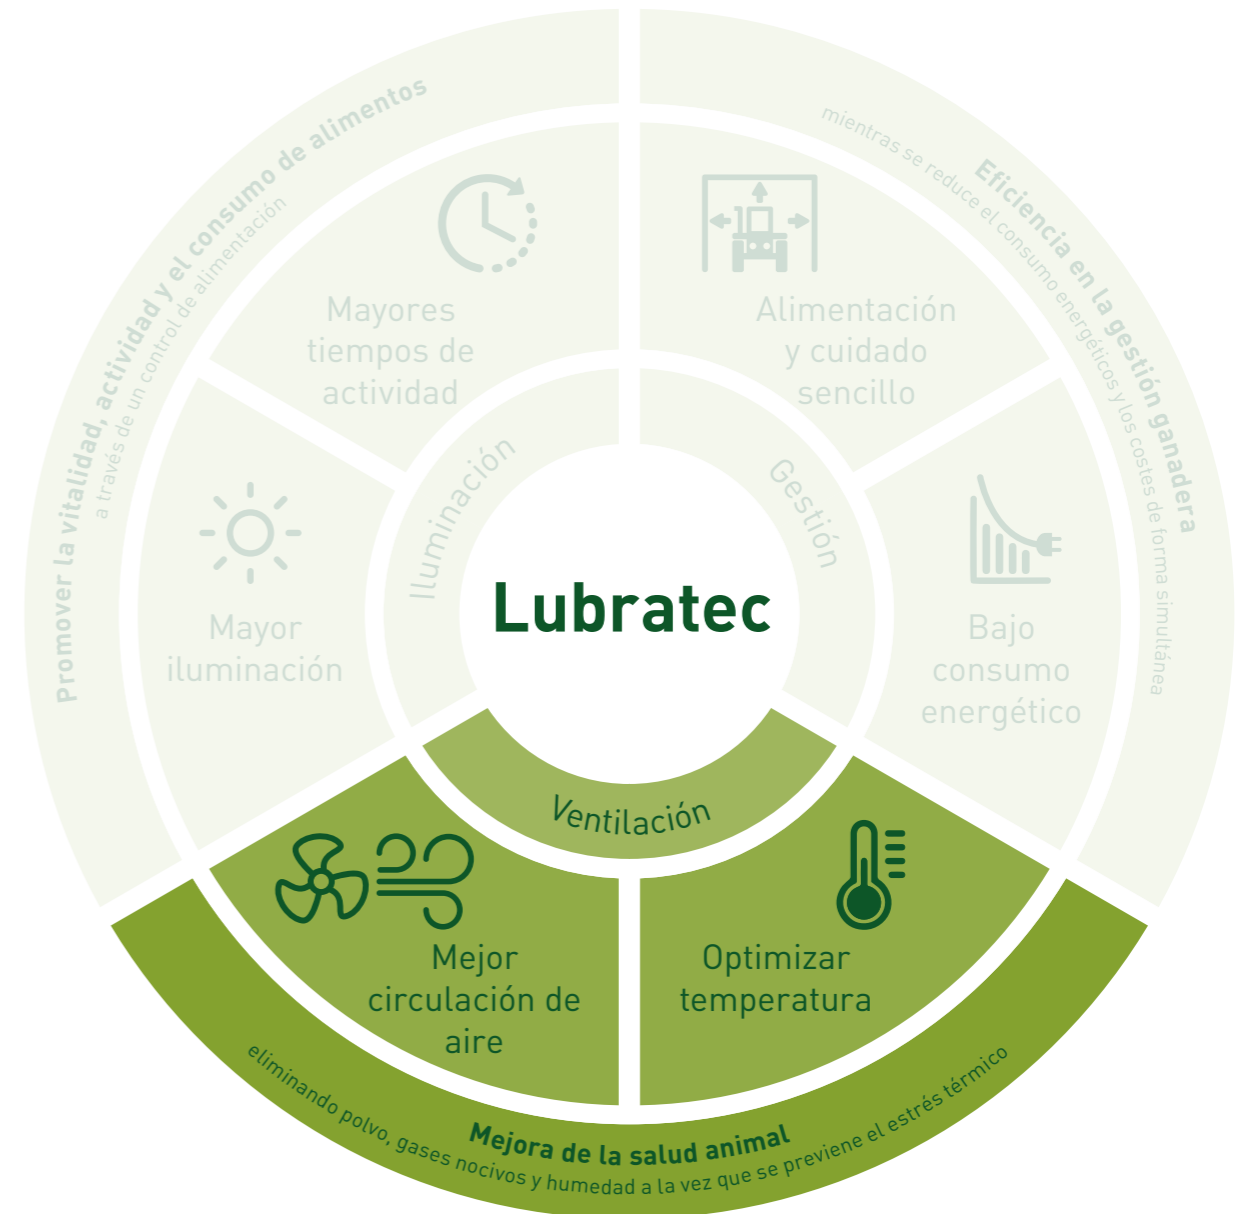 Promover la vitalidad, actividad y el consumo de alimentos
a través de un control de alimentación
Eficiencia en la gestión ganadera
mientras se reduce el consumo energéticos y los costes de forma simultánea
Mayores
tiempos de
actividad
Alimentación
y cuidado
sencillo
Iluminación
Gestión
Mayor
iluminación
Lubratec
Bajo
consumo
energético
Ventilación
Mejor
circulación de
aire
Optimizar
temperatura
Mejora de la salud animal
eliminando polvo, gases nocivos y humedad a la vez que se previene el estrés térmico